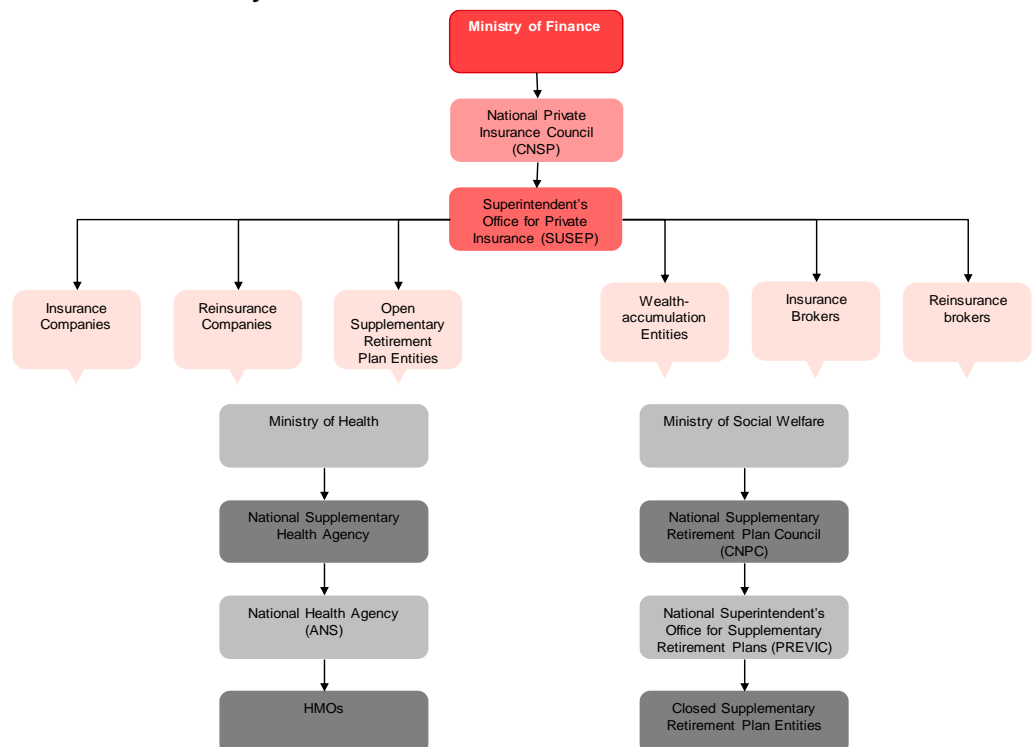 Ministry of Finance
National Private
Insurance Council
(CNSP)
Superintendent's
Office for Private
Insurance (SUSEP)
Insurance
Companies
Reinsurance
Companies
Open
Supplementary
Retirement
Plan Entities
Wealth-
accumulation
Entities
Insurance
Brokers
Reinsurance
brokers
Ministry of Health
Ministry of Social Welfare
National Supplementary
Health Agency
National Supplementary
Retirement Plan Council
(CNPC)
National Health Agency
(ANS)
National Superintendent's
Office for Supplementary
Retirement Plans (PREVIC)
HMOs
Closed Supplementary
Retirement Plan Entities